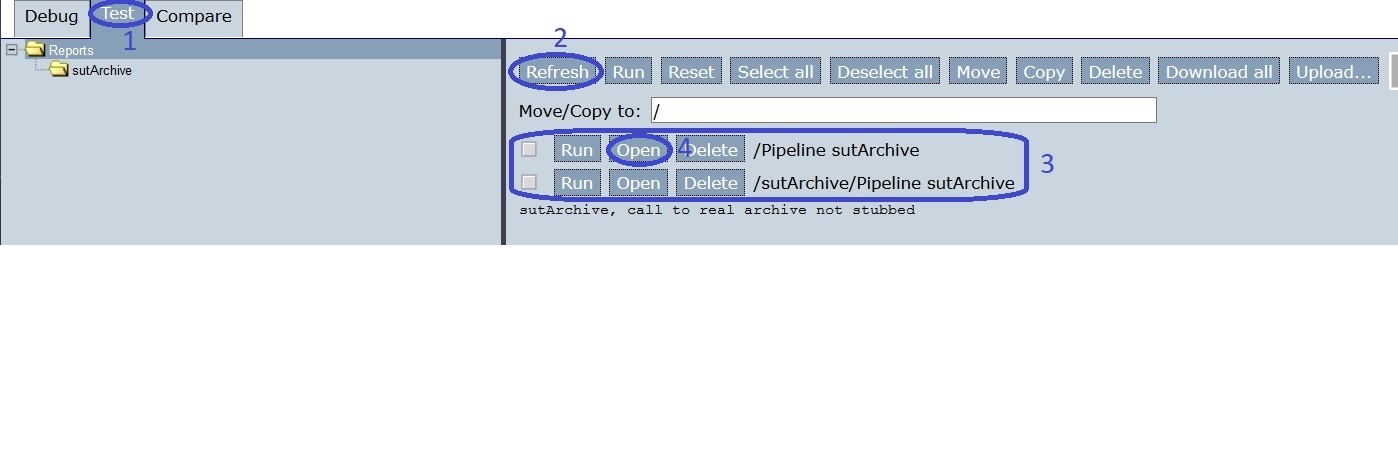 Debug Test Compare
1
Reports
sutArchive
2
Refresh Run Reset Select all Deselect all Move Copy Delete Download all Upload...
Move/Copy to: /
Run Open 4 Delete /Pipeline sutArchive
3
Run Open Delete /sutArchive/Pipeline sutArchive
sutArchive, call to real archive not stubbed